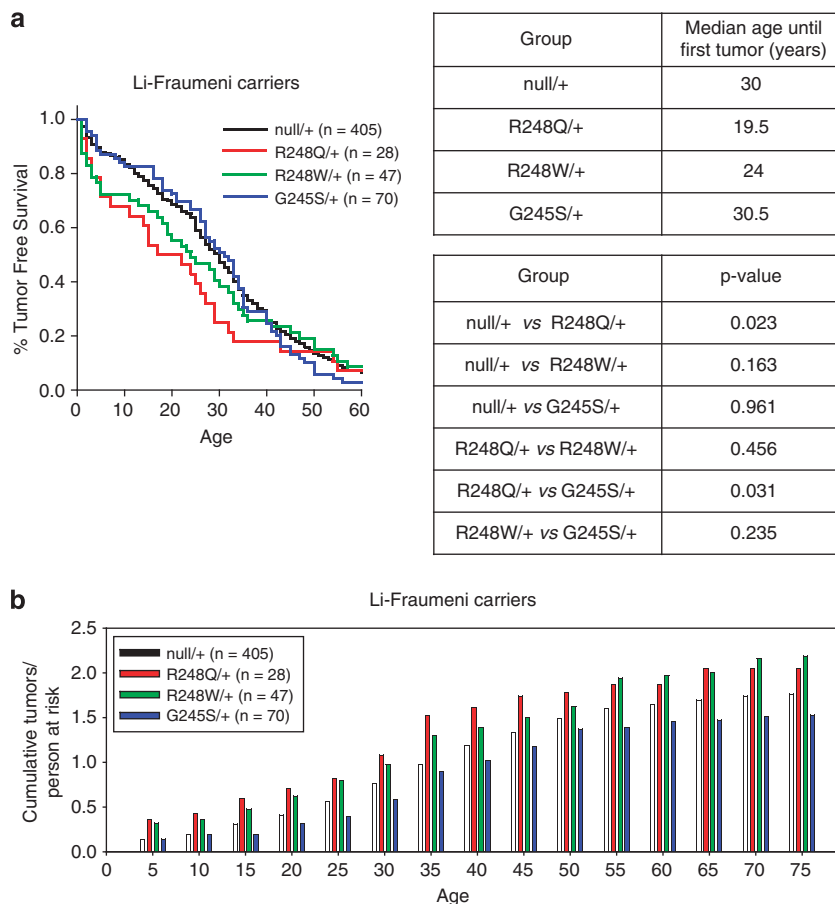 a
Li-Fraumeni carriers
% Tumor Free Survival
1.0
0.8
0.6
0.4
0.2
0.0
null/+ (n = 405)
R248Q/+ (n = 28)
R248W/+ (n = 47)
G245S/+ (n = 70)
0 10 20 30 40 50 60
Age
Group Median age until first tumor (years)
null/+ 30
R248Q/+ 19.5
R248W/+ 24
G245S/+ 30.5
Group p-value
null/+ vs R248Q/+ 0.023
null/+ vs R248W/+ 0.163
null/+ vs G245S/+ 0.961
R248Q/+ vs R248W/+ 0.456
R248Q/+ vs G245S/+ 0.031
R248W/+ vs G245S/+ 0.235
b
Li-Fraumeni carriers
Cumulative tumors/
person at risk
2.5
2.0
1.5
1.0
0.5
0.0
null/+ (n = 405)
R248Q/+ (n = 28)
R248W/+ (n = 47)
G245S/+ (n = 70)
0 5 10 15 20 25 30 35 40 45 50 55 60 65 70 75
Age